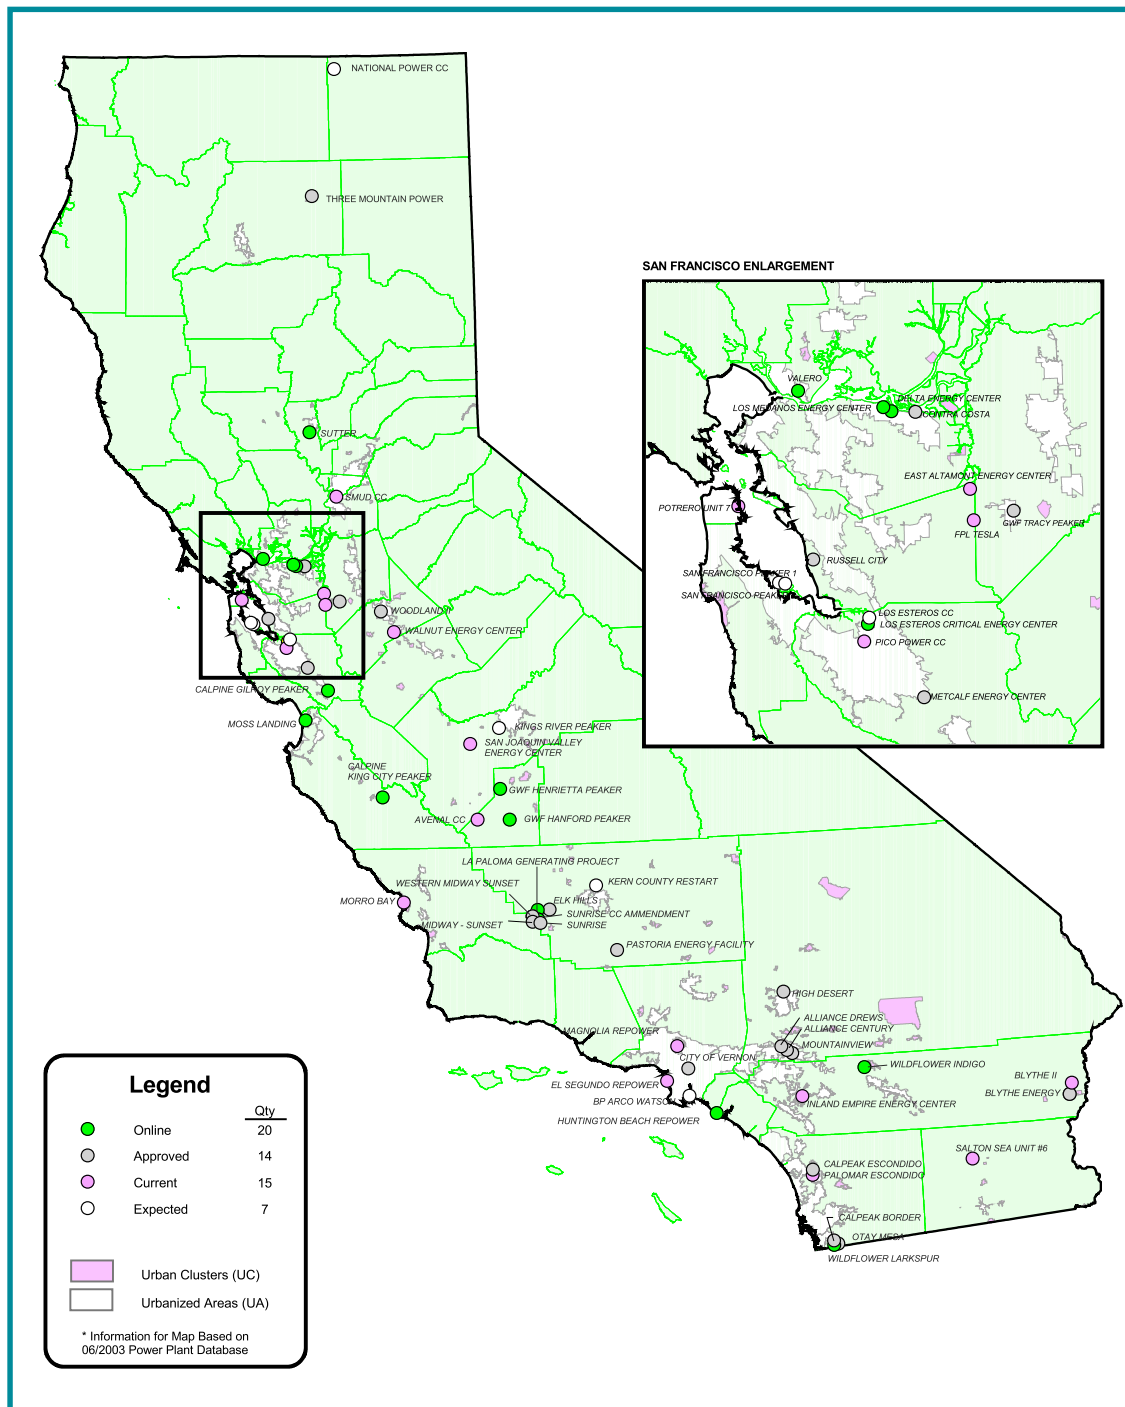 NATIONAL POWER CC
THREE MOUNTAIN POWER
SAN FRANCISCO ENLARGEMENT
VALERO
DELTA ENERGY CENTER
LOS MEDANOS ENERGY CENTER
CONTRA COSTA
EAST ALTAMONT ENERGY CENTER
POTRERO UNIT 7
GWF TRACY PEAKER
FPL TESLA
RUSSELL CITY
SAN FRANCISCO PEAKER 1
SAN FRANCISCO PEAKER
LOS ESTEROS CC
LOS ESTEROS CRITICAL ENERGY CENTER
PICO POWER CC
METCALF ENERGY CENTER
SUTTER
SMUD CC
WOODLAND II
WALNUT ENERGY CENTER
CALPINE GILROY PEAKER
MOSS LANDING
KINGS RIVER PEAKER
SAN JOAQUIN VALLEY
ENERGY CENTER
CALPINE
KING CITY PEAKER
GWF HENRIETTA PEAKER
AVENAL CC
GWF HANFORD PEAKER
LA PALOMA GENERATING PROJECT
WESTERN MIDWAY SUNSET
KERN COUNTY RESTART
MORRO BAY
ELK HILLS
SUNRISE CC AMMENDMENT
MIDWAY - SUNSET
SUNRISE
PASTORIA ENERGY FACILITY
HIGH DESERT
ALLIANCE DREWS
ALLIANCE CENTURY
MAGNOLIA REPOWER
MOUNTAINVIEW
CITY OF VERNON
WILDFLOWER INDIGO
EL SEGUNDO REPOWER
BLYTHE II
BLYTHE ENERGY
BP ARCO WATSON
INLAND EMPIRE ENERGY CENTER
HUNTINGTON BEACH REPOWER
SALTON SEA UNIT #6
CALPEAK ESCONDIDO
PALOMAR ESCONDIDO
CALPEAK BORDER
OTAY MESA
WILDFLOWER LARKSPUR
Legend
Qty
Online 20
Approved 14
Current 15
Expected 7
Urban Clusters (UC)
Urbanized Areas (UA)
* Information for Map Based on
06/2003 Power Plant Database